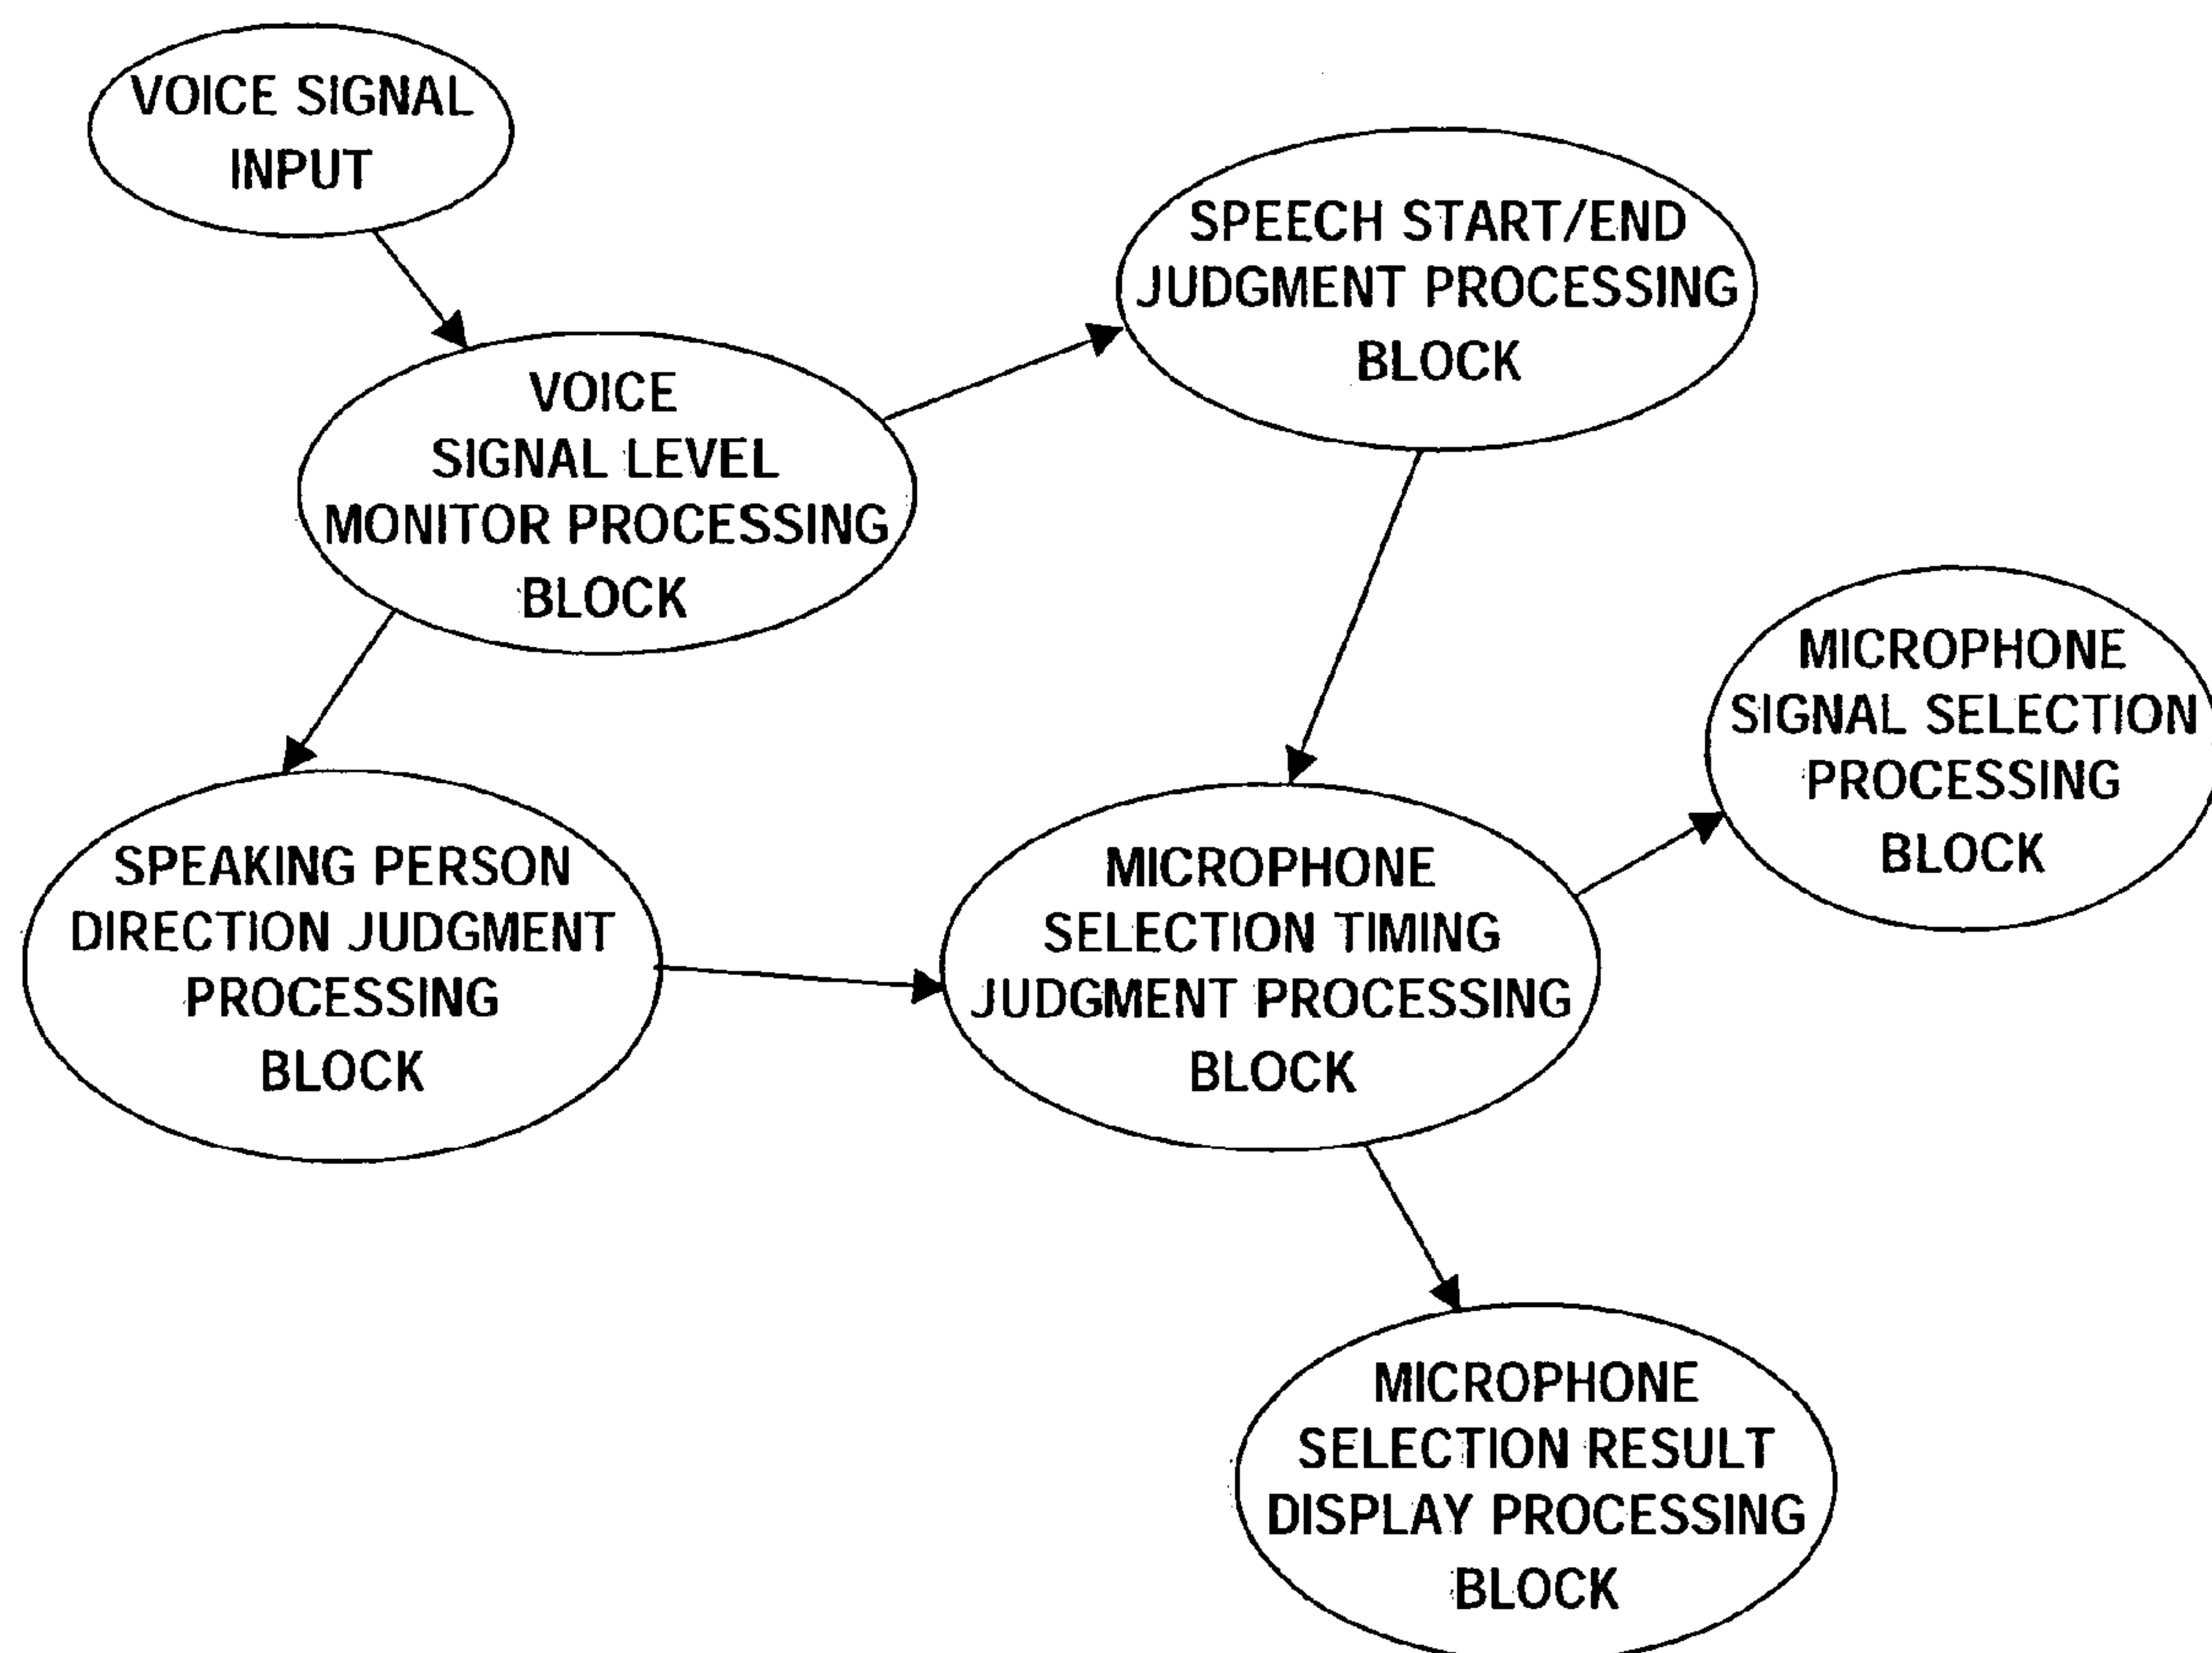 VOICE SIGNAL
INPUT
SPEECH START/END
JUDGMENT PROCESSING
BLOCK
VOICE
SIGNAL LEVEL
MONITOR PROCESSING
BLOCK
MICROPHONE
SIGNAL SELECTION
PROCESSING
BLOCK
SPEAKING PERSON
DIRECTION JUDGMENT
PROCESSING
BLOCK
MICROPHONE
SELECTION TIMING
JUDGMENT PROCESSING
BLOCK
MICROPHONE
SELECTION RESULT
DISPLAY PROCESSING
BLOCK